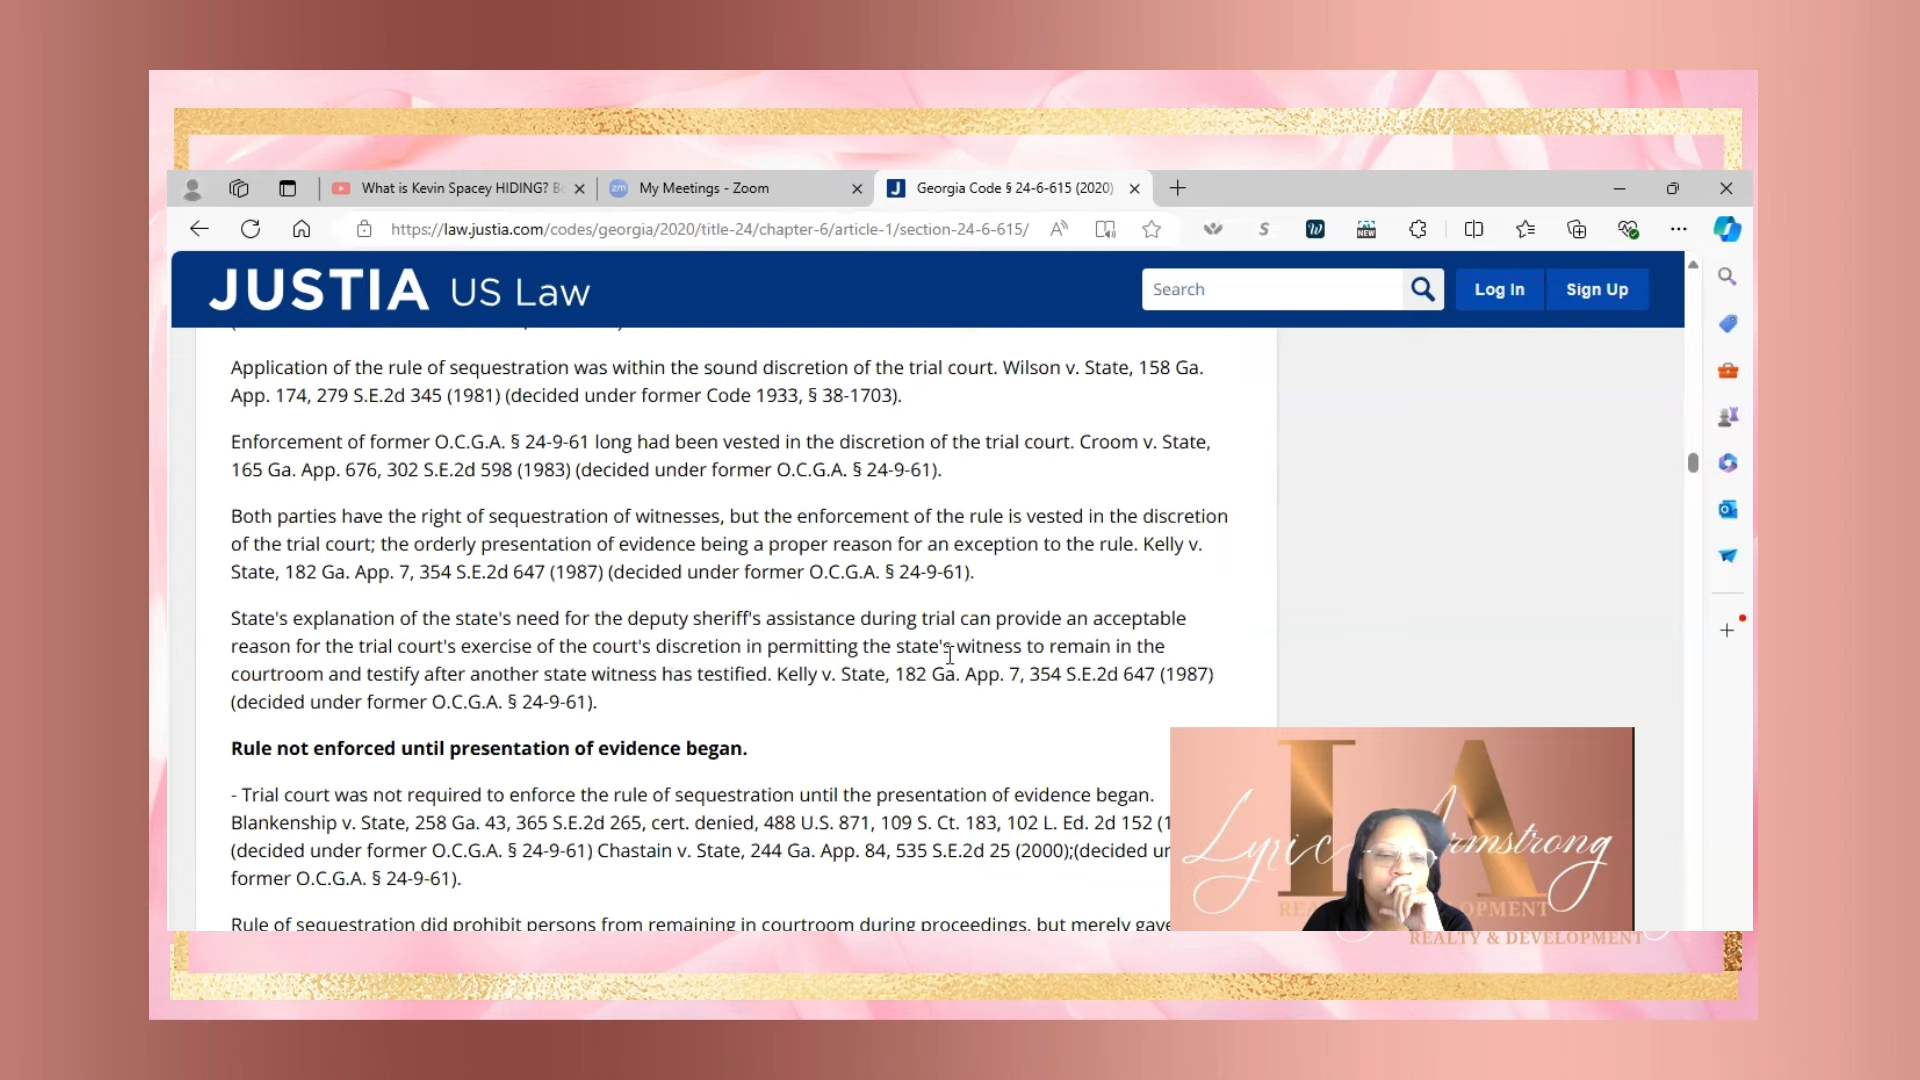 What is Kevin Spacey HIDING? B
My Meetings - Zoom
Georgia Code § 24-6-615 (2020)
https://law.justia.com/codes/georgia/2020/title-24/chapter-6/article-1/section-24-6-615/
NEW
JUSTIA US Law
Search
Log In
Sign Up
Application of the rule of sequestration was within the sound discretion of the trial court. Wilson v. State, 158 Ga.
App. 174, 279 S.E.2d 345 (1981) (decided under former Code 1933, § 38-1703).
Enforcement of former O.C.G.A. § 24-9-61 long had been vested in the discretion of the trial court. Croom v. State,
165 Ga. App. 676, 302 S.E.2d 598 (1983) (decided under former O.C.G.A. § 24-9-61).
Both parties have the right of sequestration of witnesses, but the enforcement of the rule is vested in the discretion
of the trial court; the orderly presentation of evidence being a proper reason for an exception to the rule. Kelly v.
State, 182 Ga. App. 7, 354 S.E.2d 647 (1987) (decided under former O.C.G.A. § 24-9-61).
State's explanation of the state's need for the deputy sheriff's assistance during trial can provide an acceptable
reason for the trial court's exercise of the court's discretion in permitting the state's witness to remain in the
courtroom and testify after another state witness has testified. Kelly v. State, 182 Ga. App. 7, 354 S.E.2d 647 (1987)
(decided under former O.C.G.A. § 24-9-61).
Rule not enforced until presentation of evidence began.
- Trial court was not required to enforce the rule of sequestration until the presentation of evidence began.
Blankenship v. State, 258 Ga. 43, 365 S.E.2d 265, cert. denied, 488 U.S. 871, 109 S. Ct. 183, 102 L. Ed. 2d 152 (1
(decided under former O.C.G.A. § 24-9-61) Chastain v. State, 244 Ga. App. 84, 535 S.E.2d 25 (2000);(decided ur
former O.C.G.A. § 24-9-61).
Rule of sequestration did prohibit persons from remaining in courtroom during proceedings, but merely gave
LA
Lyric Armstrong
REALTY & DEVELOPMENT